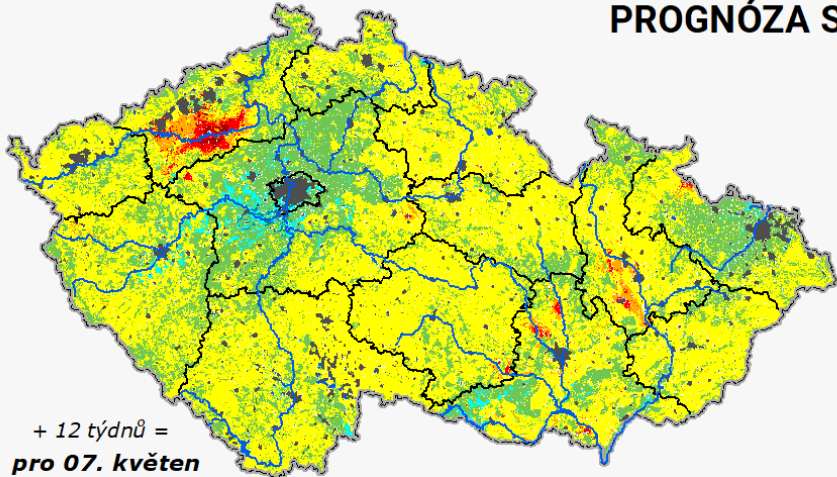 PROGNÓZA S
+ 12 týdnů =
pro 07. květen